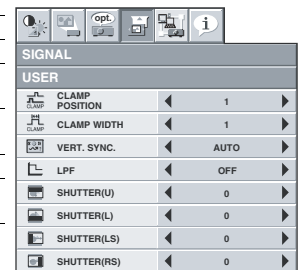 opt.
i
SIGNAL
USER
CLAMP CLAMP POSITION 1
CLAMP CLAMP WIDTH 1
VERT. SYNC. AUTO
LPF OFF
SHUTTER(U) 0
SHUTTER(L) 0
SHUTTER(LS) 0
SHUTTER(RS) 0